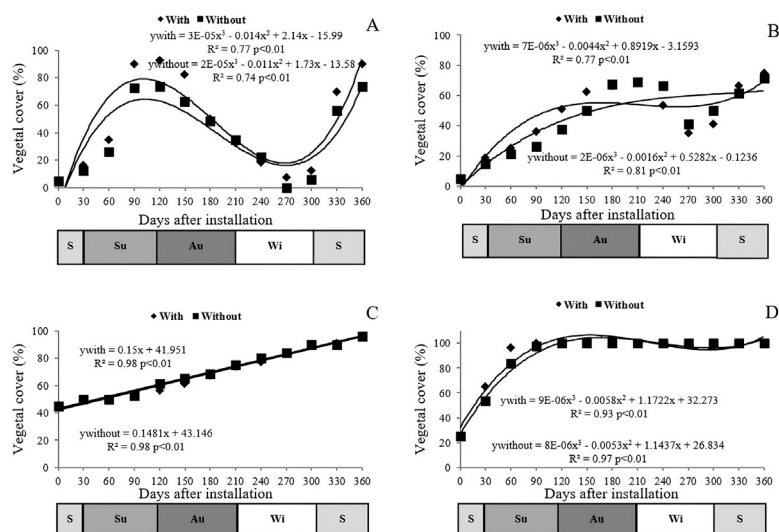 With Without
A
ywith = 3E-05x³ - 0.014x² + 2.14x - 15.99
R² = 0.77 p<0.01
ywithout = 2E-05x³ - 0.011x² + 1.73x - 13.58
R² = 0.74 p<0.01
Vegetal cover (%)
100
80
60
40
20
0
0 30 60 90 120 150 180 210 240 270 300 330 360
Days after installation
S Su Au Wi S
With Without
B
ywith = 7E-06x³ - 0.0044x² + 0.8919x - 3.1593
R² = 0.77 p<0.01
Vegetal cover (%)
100
80
60
40
20
0
ywithout = 2E-06x³ - 0.0016x² + 0.5282x - 0.1236
R² = 0.81 p<0.01
0 30 60 90 120 150 180 210 240 270 300 330 360
Days after installation
S Su Au Wi S
With Without
C
ywith = 0.15x + 41.951
R² = 0.98 p<0.01
Vegetal cover (%)
100
80
60
40
20
0
ywithout = 0.1481x + 43.146
R² = 0.98 p<0.01
0 30 60 90 120 150 180 210 240 270 300 330 360
Days after installation
S Su Au Wi S
With Without
D
Vegetal cover (%)
100
80
60
40
20
0
ywith = 9E-06x³ - 0.0058x² + 1.1722x + 32.273
R² = 0.93 p<0.01
ywithout = 8E-06x³ - 0.0053x² + 1.1437x + 26.834
R² = 0.97 p<0.01
0 30 60 90 120 150 180 210 240 270 300 330 360
Days after installation
S Su Au Wi S